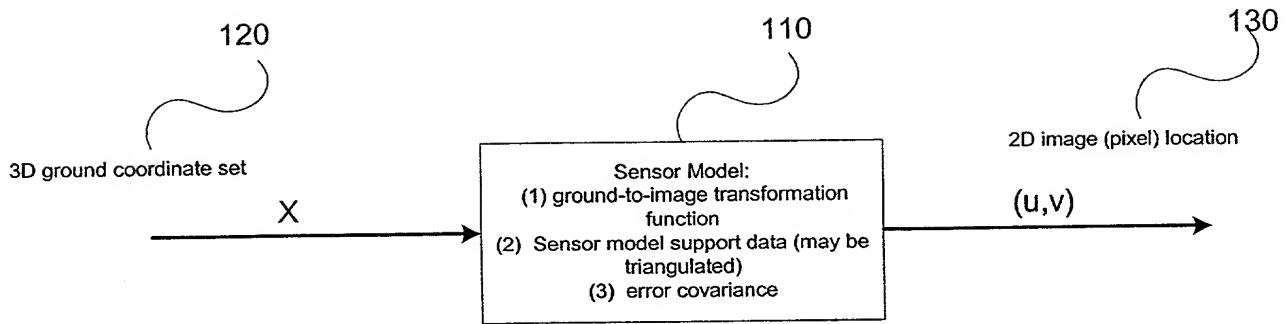 120
110
130
3D ground coordinate set
2D image (pixel) location
X
(u,v)
Sensor Model:
(1) ground-to-image transformation
function
(2) Sensor model support data (may be
triangulated)
(3) error covariance